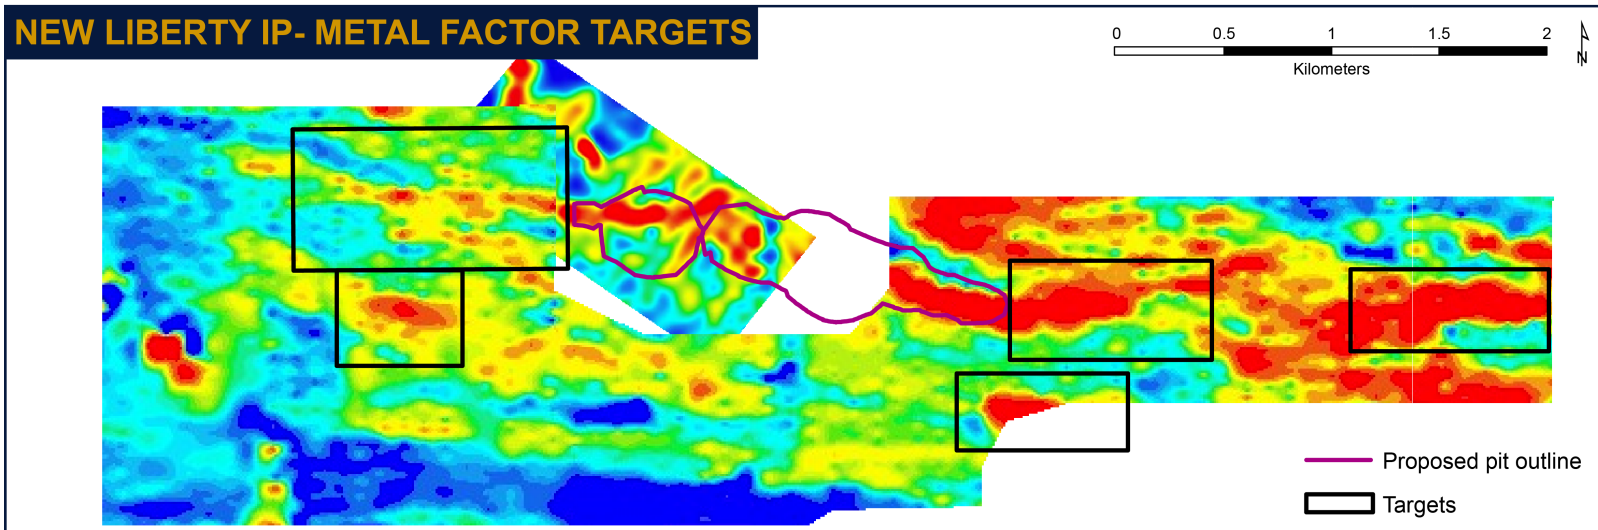 NEW LIBERTY IP- METAL FACTOR TARGETS
0 0.5 1 1.5 2
Kilometers
N
Proposed pit outline
Targets